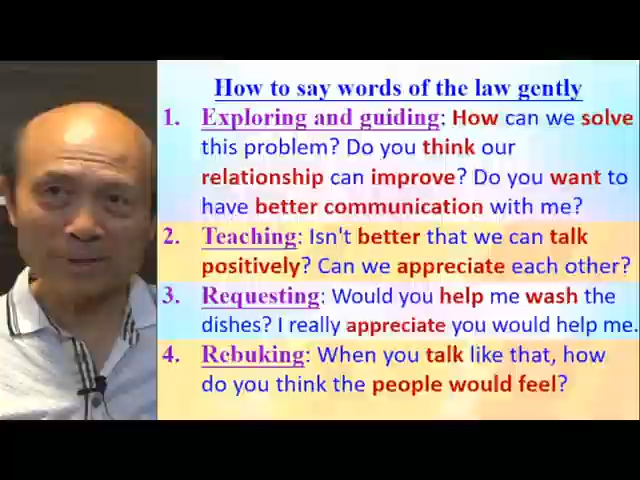 How to say words of the law gently
1. Exploring and guiding: How can we solve
this problem? Do you think our
relationship can improve? Do you want to
have better communication with me?
2. Teaching: Isn't better that we can talk
positively? Can we appreciate each other?
3. Requesting: Would you help me wash the
dishes? I really appreciate you would help me.
4. Rebuking: When you talk like that, how
do you think the people would feel?